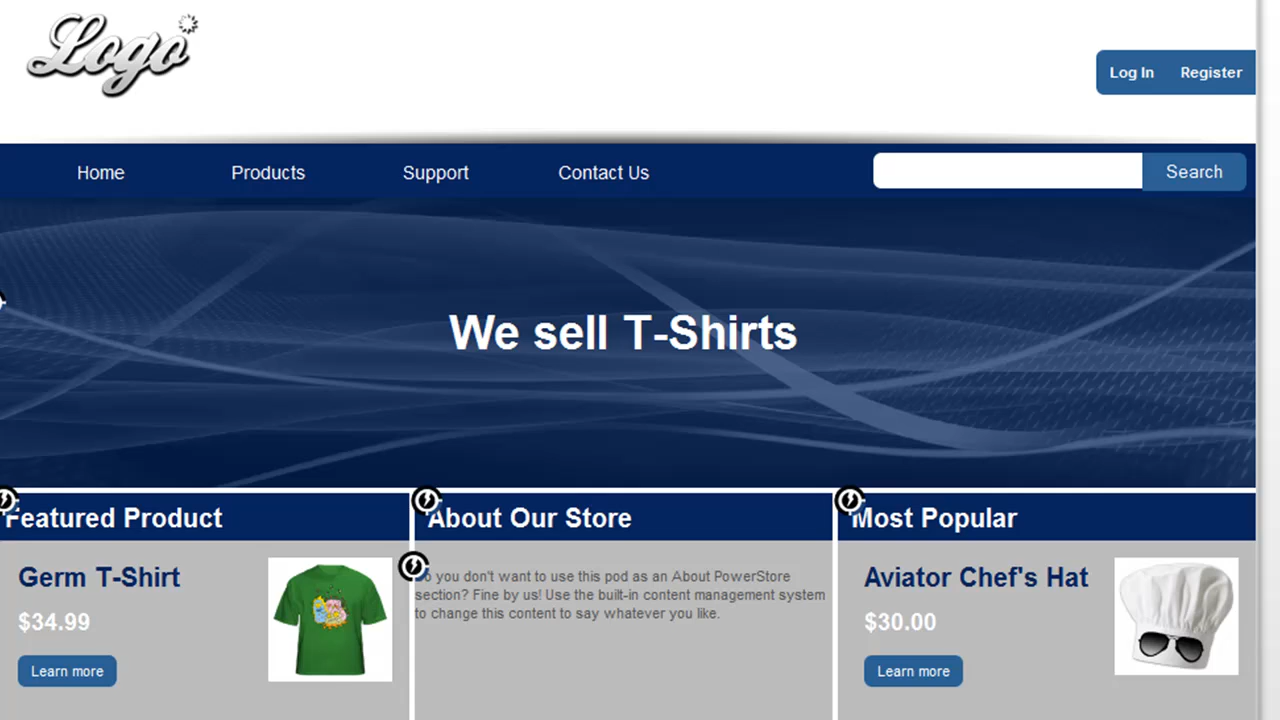 Logo
Log In Register
Home Products Support Contact Us Search
We sell T-Shirts
Featured Product
Germ T-Shirt
$34.99
Learn more
About Our Store
you don't want to use this pod as an About PowerStore
section? Fine by us! Use the built-in content management system
to change this content to say whatever you like.
Most Popular
Aviator Chef's Hat
$30.00
Learn more